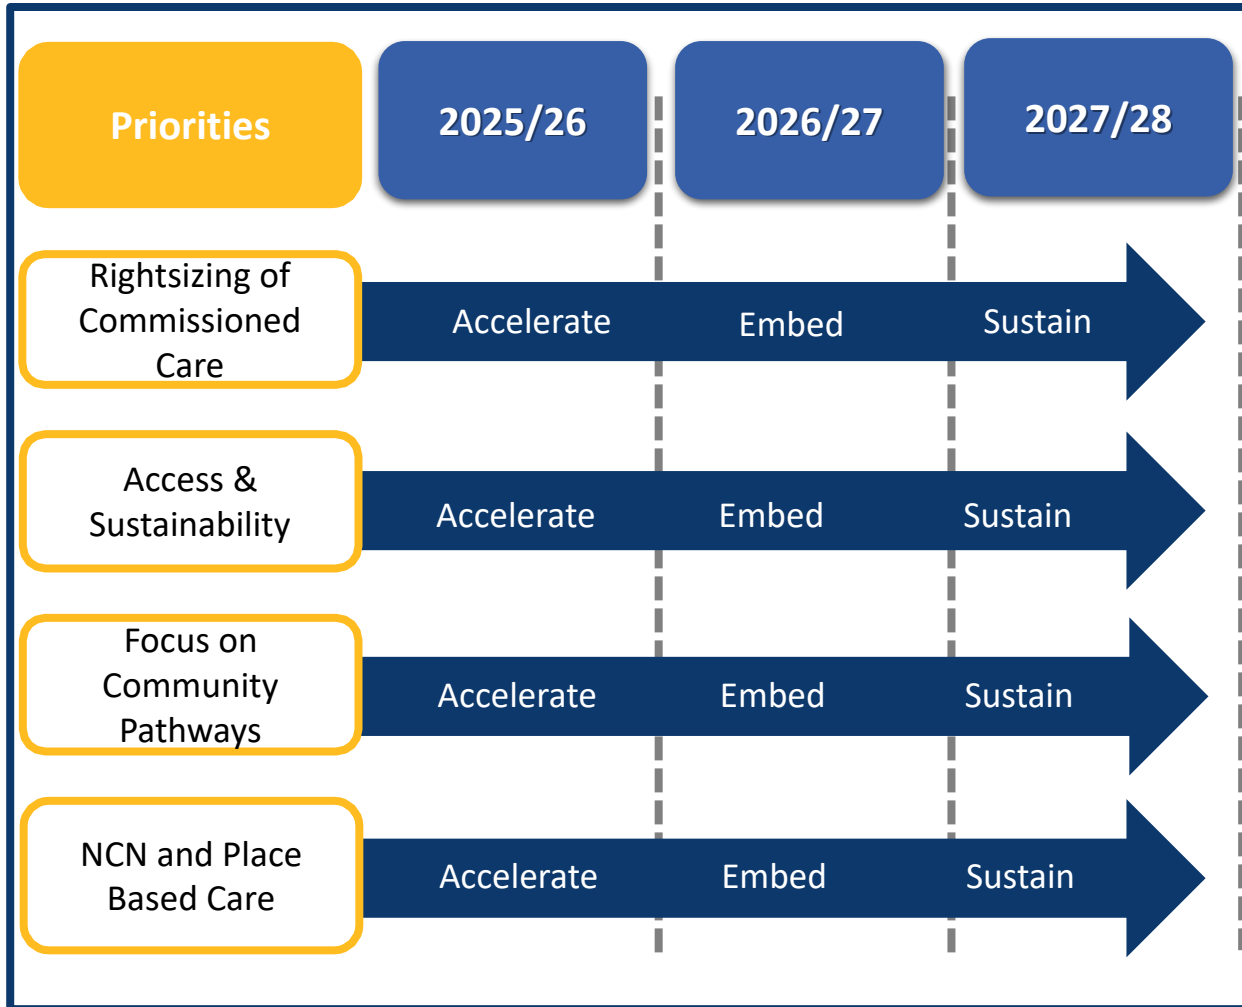 Priorities
2025/26
2026/27
2027/28
Rightsizing of
Commissioned
Care
Accelerate
Embed
Sustain
Access &
Sustainability
Accelerate
Embed
Sustain
Focus on
Community
Pathways
Accelerate
Embed
Sustain
NCN and Place
Based Care
Accelerate
Embed
Sustain